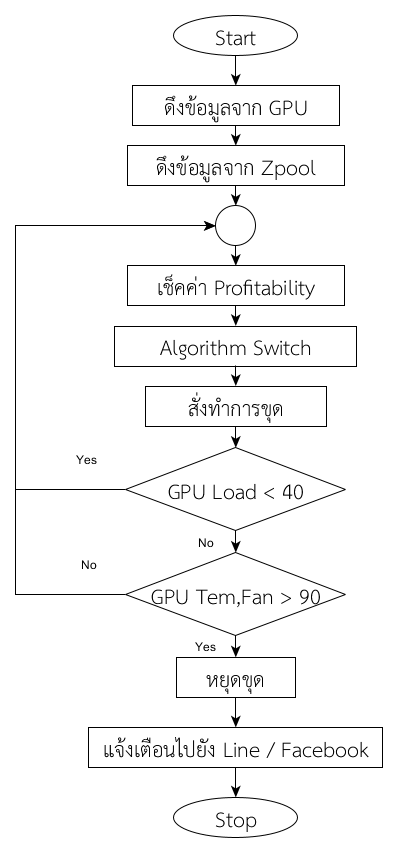 Start
ดึงข้อมูลจาก GPU
ดึงข้อมูลจาก Zpool
เช็คค่า Profitability
Algorithm Switch
สั่งทำการขุด
Yes
GPU Load < 40
No
No
GPU Tem,Fan > 90
Yes
หยุดขุด
แจ้งเตือนไปยัง Line / Facebook
Stop